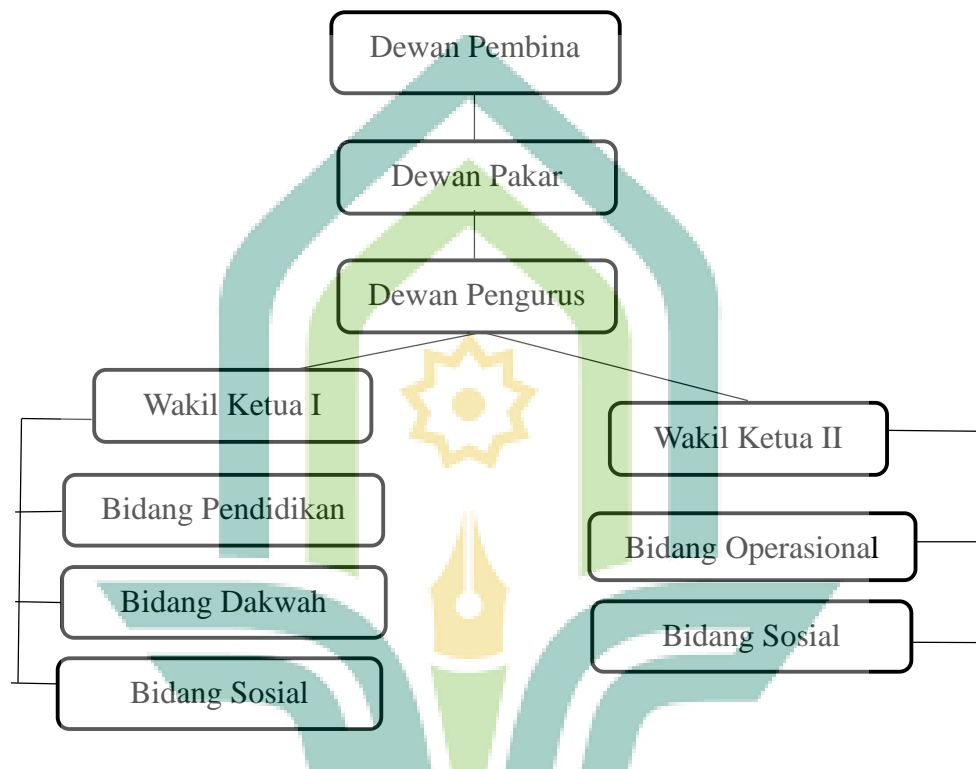 Dewan Pembina
Dewan Pakar
Dewan Pengurus
Wakil Ketua I
Wakil Ketua II
Bidang Pendidikan
Bidang Operasional
Bidang Dakwah
Bidang Sosial
Bidang Sosial